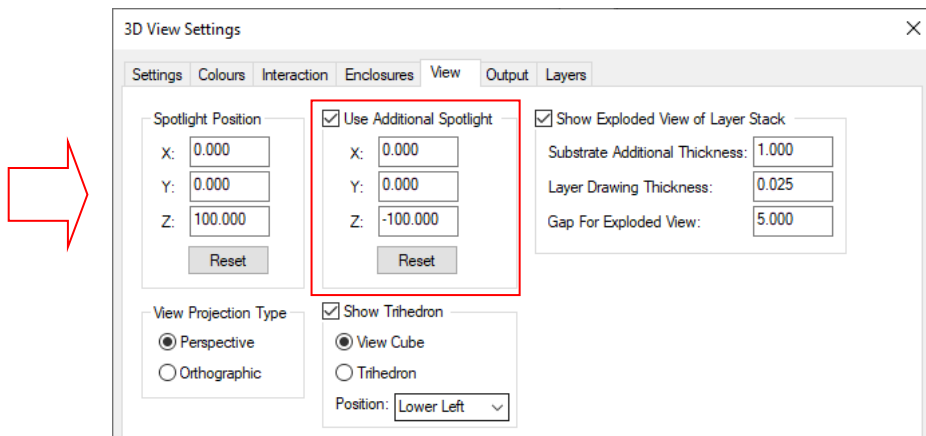 3D View Settings
Settings Colours Interaction Enclosures View Output Layers
Spotlight Position
X: 0.000
Y: 0.000
Z: 100.000
Reset
Use Additional Spotlight
X: 0.000
Y: 0.000
Z: -100.000
Reset
Show Exploded View of Layer Stack
Substrate Additional Thickness: 1.000
Layer Drawing Thickness: 0.025
Gap For Exploded View: 5.000
View Projection Type
Perspective
Orthographic
Show Trihedron
View Cube
Trihedron
Position: Lower Left